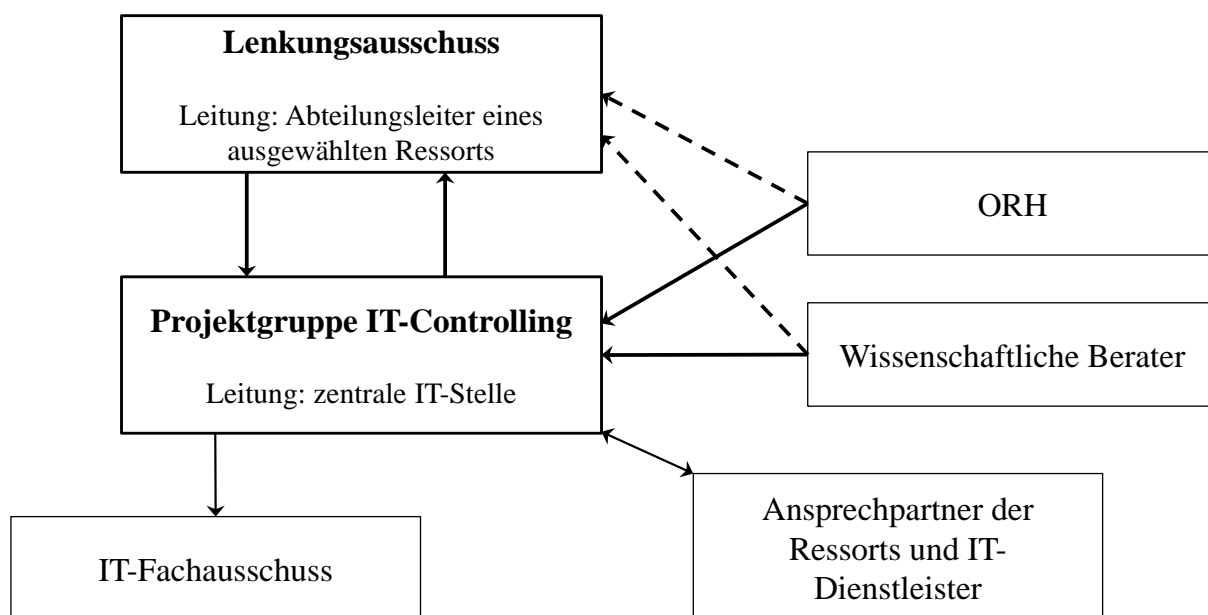 Lenkungsausschuss
Leitung: Abteilungsleiter eines
ausgewählten Ressorts
ORH
Projektgruppe IT-Controlling
Leitung: zentrale IT-Stelle
Wissenschaftliche Berater
IT-Fachausschuss
Ansprechpartner der
Ressorts und IT-
Dienstleister